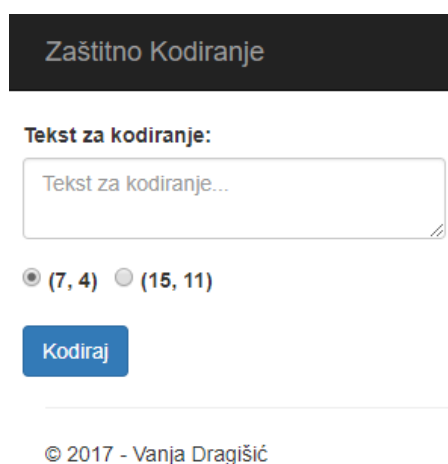 Zaštitno Kodiranje
Tekst za kodiranje:
Tekst za kodiranje...
(7, 4) (15, 11)
Kodiraj
© 2017 - Vanja Dragišić